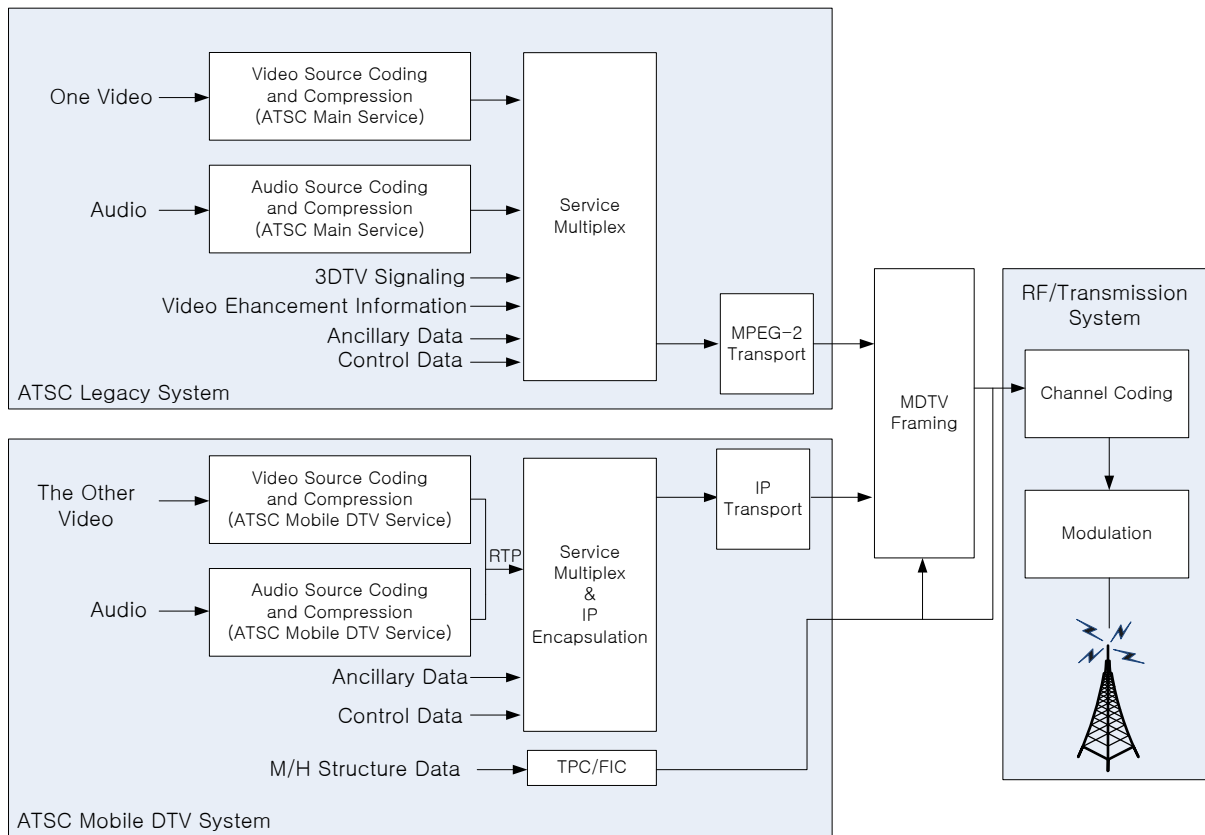 One Video
Video Source Coding
and Compression
(ATSC Main Service)
Audio
Audio Source Coding
and Compression
(ATSC Main Service)
3DTV Signaling
Video Ehancement Information
Ancillary Data
Control Data
Service
Multiplex
MPEG-2
Transport
ATSC Legacy System
MDTV
Framing
RF/Transmission
System
Channel Coding
Modulation
The Other
Video
Video Source Coding
and Compression
(ATSC Mobile DTV Service)
Audio
Audio Source Coding
and Compression
(ATSC Mobile DTV Service)
RTP
Service
Multiplex
&
IP
Encapsulation
IP
Transport
Ancillary Data
Control Data
M/H Structure Data
TPC/FIC
ATSC Mobile DTV System